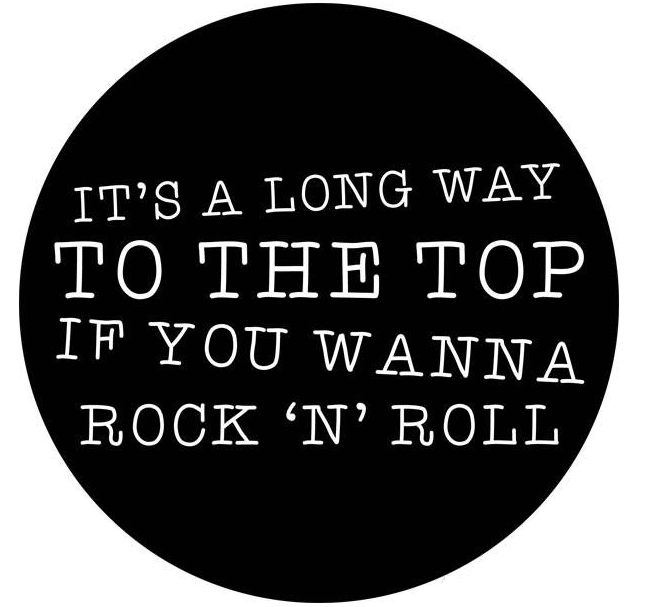 IT'S A LONG WAY
TO THE TOP
IF YOU WANNA
ROCK ‘N’ ROLL